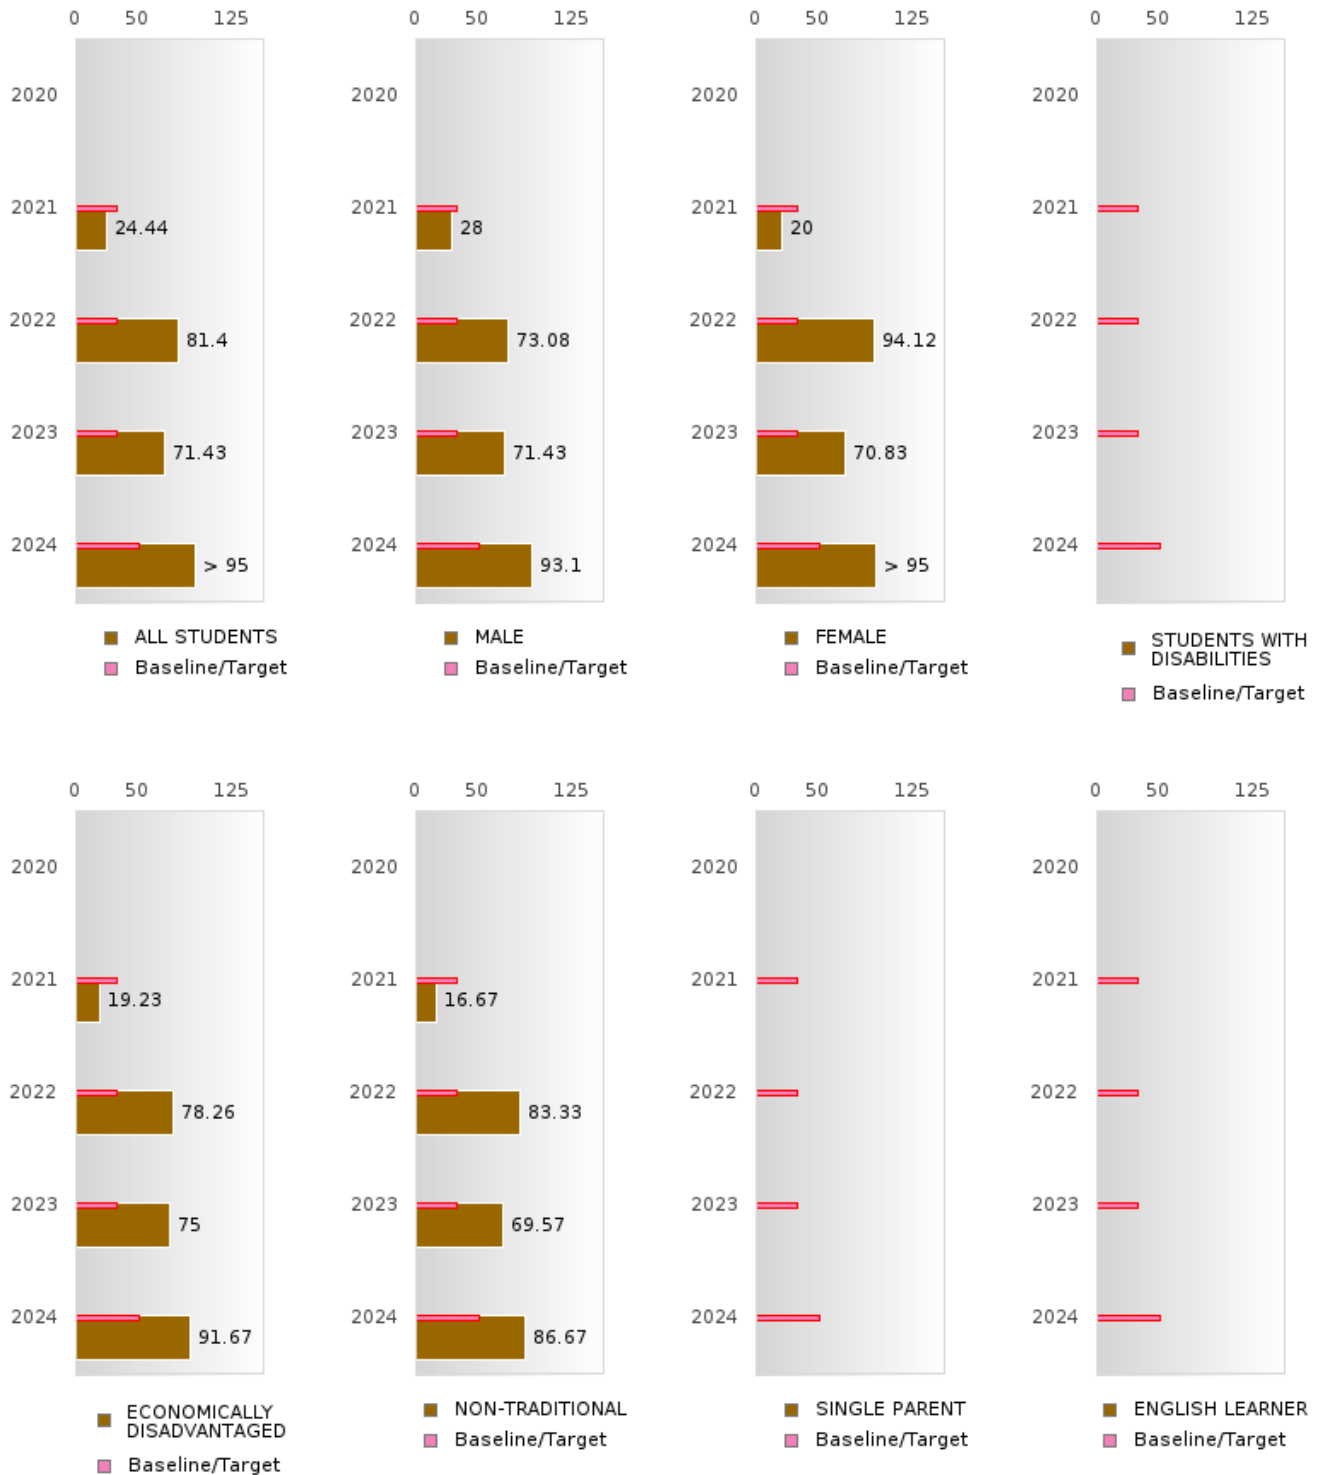 0 50 125 0 50 125 0 50 125 0 50 125
2020 2020 2020 2020
2021 2021 2021 2021
24.44 28 20
2022 2022 2022 2022
81.4 73.08 94.12
2023 2023 2023 2023
71.43 71.43 70.83
2024 2024 2024 2024
> 95 93.1 > 95
ALL STUDENTS MALE FEMALE STUDENTS WITH
DISABILITIES
Baseline/Target Baseline/Target Baseline/Target Baseline/Target
0 50 125 0 50 125 0 50 125 0 50 125
2020 2020 2020 2020
2021 2021 2021 2021
19.23 16.67
2022 2022 2022 2022
78.26 83.33
2023 2023 2023 2023
75 69.57
2024 2024 2024 2024
91.67 86.67
ECONOMICALLY NON-TRADITIONAL SINGLE PARENT ENGLISH LEARNER
DISADVANTAGED
Baseline/Target Baseline/Target Baseline/Target Baseline/Target